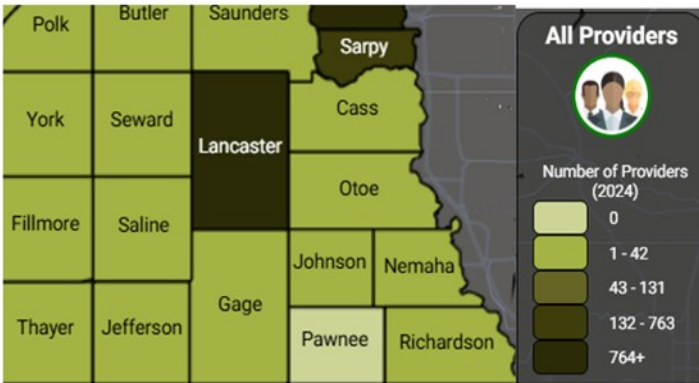 Polk
Butler
Saunders
Sarpy
York
Seward
Lancaster
Cass
Otoe
Fillmore
Saline
Johnson
Nemaha
Gage
Thayer
Jefferson
Pawnee
Richardson
All Providers
Number of Providers
(2024)
0
1 - 42
43 - 131
132 - 763
764+